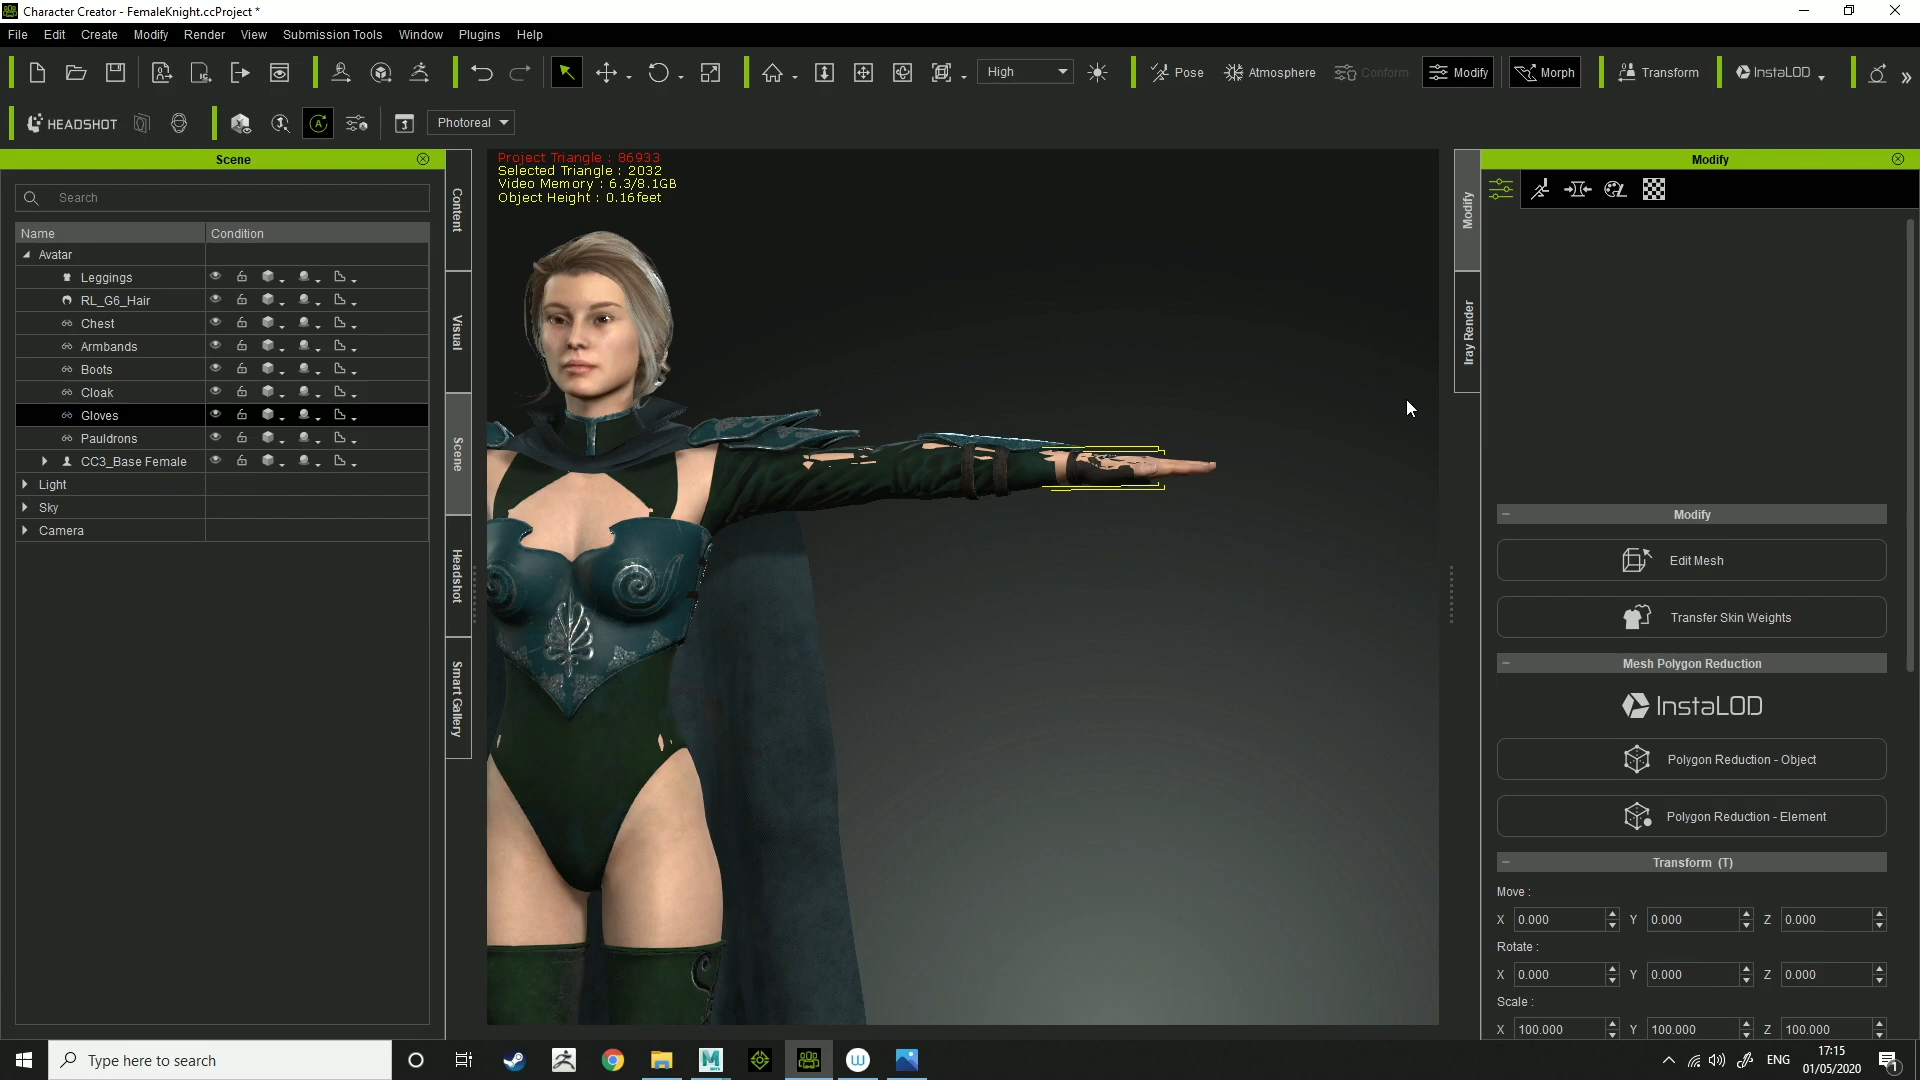 Character Creator - FemaleKnight.ccProject *
File Edit Create Modify Render View Submission Tools Window Plugins Help
High Pose Atmosphere Conform Modify Morph Transform InstaLOD
HEADSHOT Photoreal
Scene
Search
Name Condition
Avatar
Leggings
RL_G6_Hair
Chest
Armbands
Boots
Cloak
Gloves
Pauldrons
CC3_Base Female
Light
Sky
Camera
Content
Visual
Scene
Headshot
Smart Gallery
Project Triangle : 86933
Selected Triangle : 2032
Video Memory : 6.3/8.1GB
Object Height : 0.16feet
Modify
Iray Render
Modify
Modify
Edit Mesh
Transfer Skin Weights
Mesh Polygon Reduction
InstaLOD
Polygon Reduction - Object
Polygon Reduction - Element
Transform (T)
Move :
X 0.000 Y 0.000 Z 0.000
Rotate :
X 0.000 Y 0.000 Z 0.000
Scale :
X 100.000 Y 100.000 Z 100.000
Type here to search
ENG
17:15
01/05/2020
1